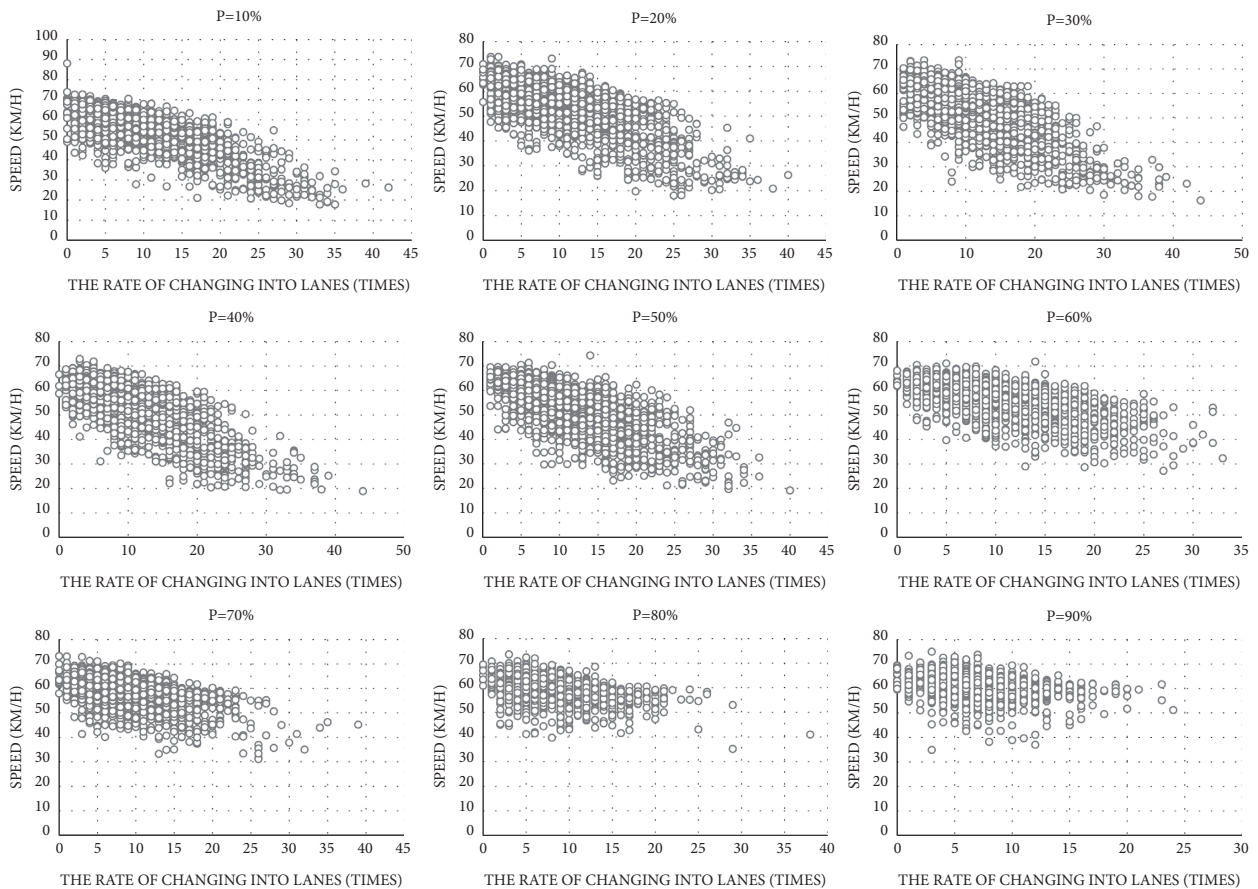 P=10%
100
90
80
70
60
50
40
30
20
10
0
SPEED (KM/H)
0 5 10 15 20 25 30 35 40 45
THE RATE OF CHANGING INTO LANES (TIMES)
P=20%
80
70
60
50
40
30
20
10
0
SPEED (KM/H)
0 5 10 15 20 25 30 35 40 45
THE RATE OF CHANGING INTO LANES (TIMES)
P=30%
80
70
60
50
40
30
20
10
0
SPEED (KM/H)
0 10 20 30 40 50
THE RATE OF CHANGING INTO LANES (TIMES)
P=40%
80
70
60
50
40
30
20
10
0
SPEED (KM/H)
0 10 20 30 40 50
THE RATE OF CHANGING INTO LANES (TIMES)
P=50%
80
70
60
50
40
30
20
10
0
SPEED (KM/H)
0 5 10 15 20 25 30 35 40 45
THE RATE OF CHANGING INTO LANES (TIMES)
P=60%
80
70
60
50
40
30
20
10
0
SPEED (KM/H)
0 5 10 15 20 25 30 35
THE RATE OF CHANGING INTO LANES (TIMES)
P=70%
80
70
60
50
40
30
20
10
0
SPEED (KM/H)
0 5 10 15 20 25 30 35 40 45
THE RATE OF CHANGING INTO LANES (TIMES)
P=80%
80
70
60
50
40
30
20
10
0
SPEED (KM/H)
0 5 10 15 20 25 30 35 40
THE RATE OF CHANGING INTO LANES (TIMES)
P=90%
80
70
60
50
40
30
20
10
0
SPEED (KM/H)
0 5 10 15 20 25 30
THE RATE OF CHANGING INTO LANES (TIMES)